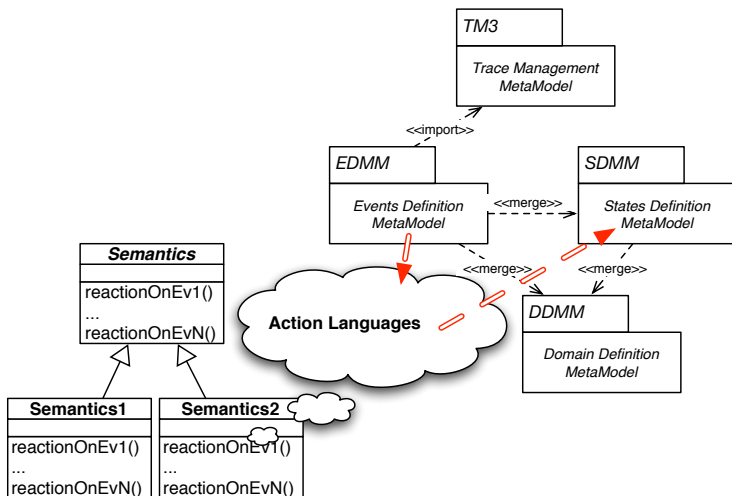 TM3
Trace Management
MetaModel
<<import>>
EDMM
Events Definition
MetaModel
<<merge>>
SDMM
States Definition
MetaModel
<<merge>>
<<merge>>
DDMM
Domain Definition
MetaModel
Action Languages
Semantics
reactionOnEv1()
...
reactionOnEvN()
Semantics1
reactionOnEv1()
...
reactionOnEvN()
Semantics2
reactionOnEv1()
...
reactionOnEvN()